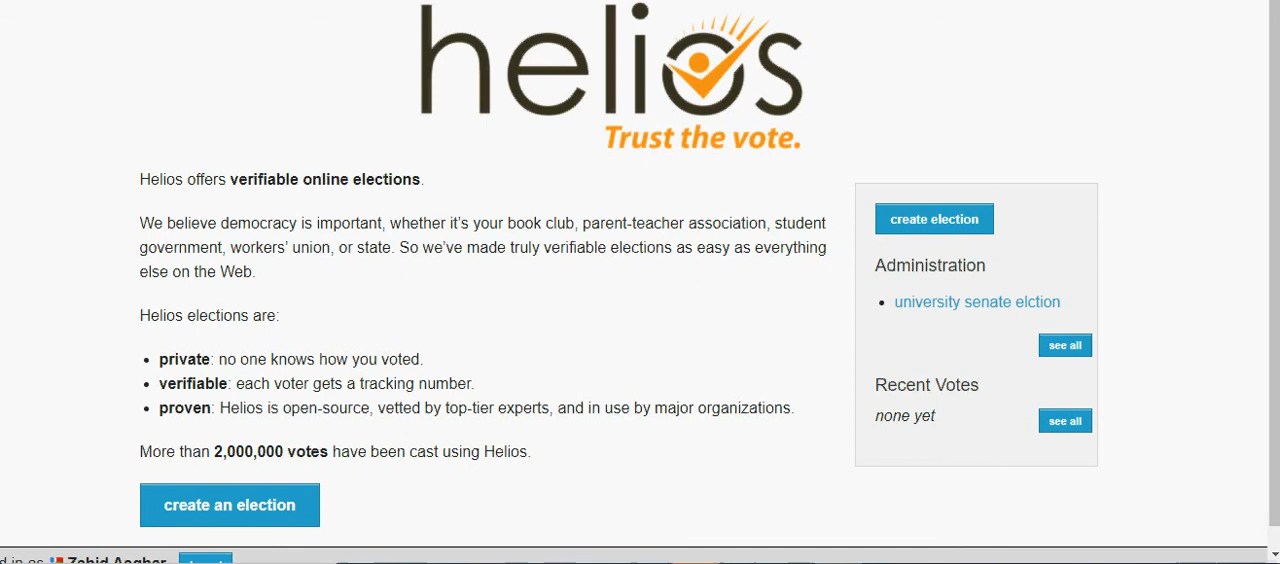 helios
Trust the vote.
Helios offers verifiable online elections.
We believe democracy is important, whether it’s your book club, parent-teacher association, student
government, workers’ union, or state. So we’ve made truly verifiable elections as easy as everything
else on the Web.
Helios elections are:
private: no one knows how you voted.
verifiable: each voter gets a tracking number.
proven: Helios is open-source, vetted by top-tier experts, and in use by major organizations.
More than 2,000,000 votes have been cast using Helios.
create an election
create election
Administration
university senate elction
see all
Recent Votes
none yet
see all
d in as